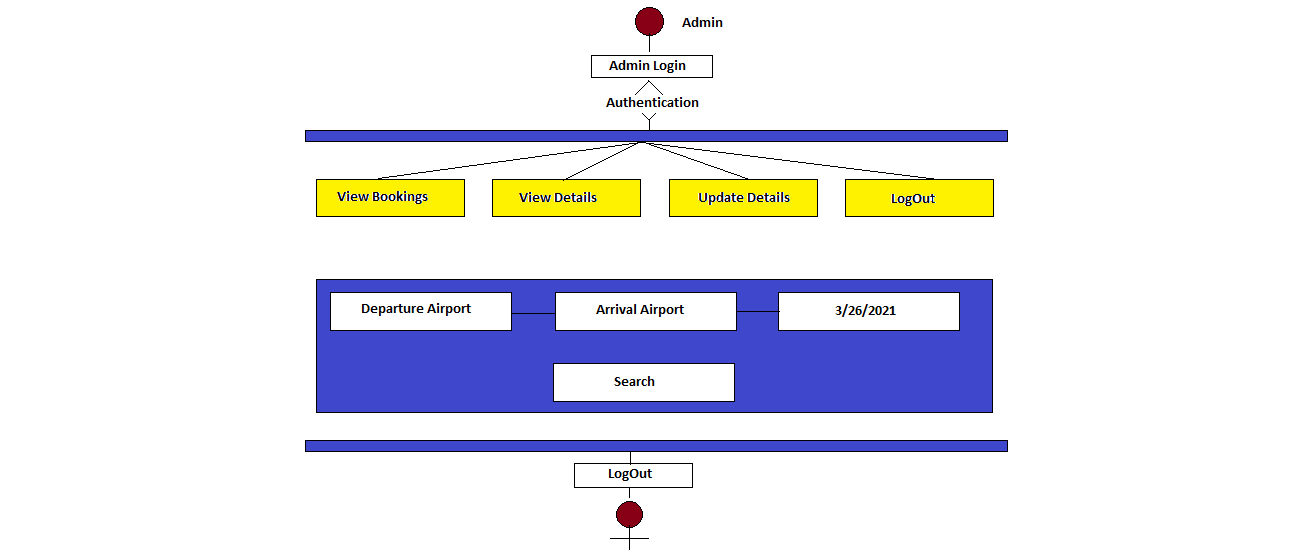 Admin
Admin Login
Authentication
View Bookings
View Details
Update Details
LogOut
Departure Airport
Arrival Airport
3/26/2021
Search
LogOut